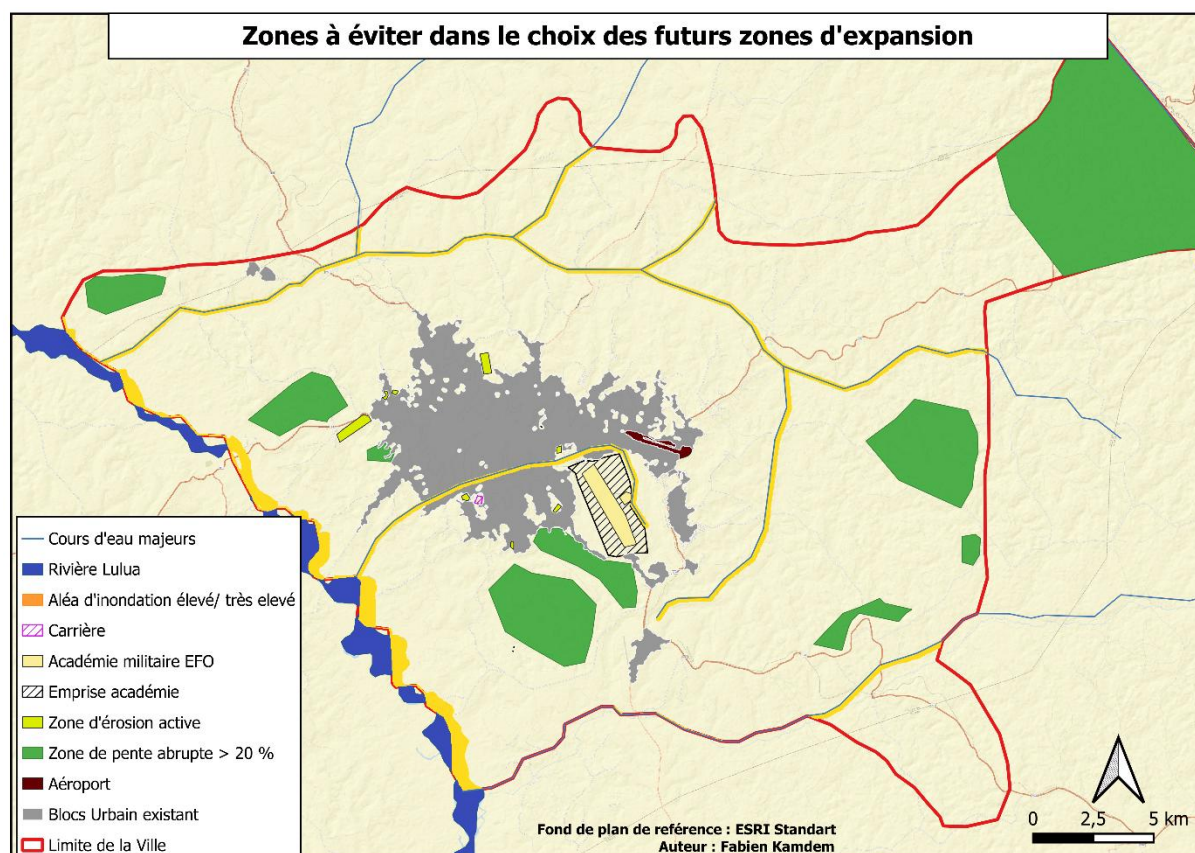 Zones à éviter dans le choix des futurs zones d'expansion
Cours d'eau majeurs
Rivière Lulua
Aléa d'inondation élevé/ très elevé
Carrière
Académie militaire EFO
Emprise académie
Zone d'érosion active
Zone de pente abrupte > 20 %
Aéroport
Blocs Urbain existant
Limite de la Ville
Fond de plan de reférence : ESRI Standart
Auteur : Fabien Kamdem
0 2,5 5 km